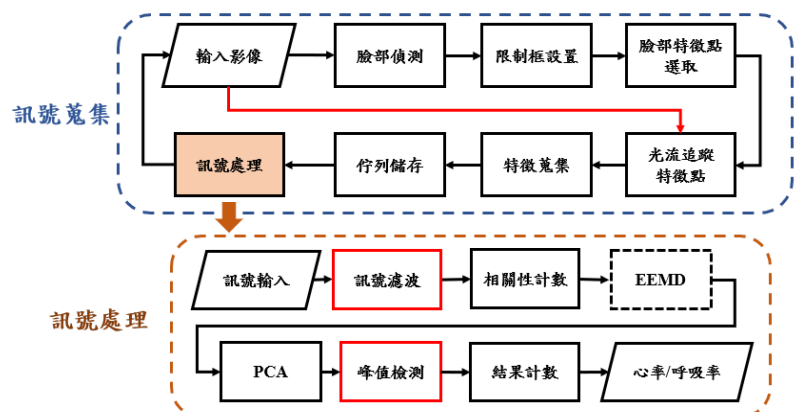 輸入影像
臉部偵測
限制框設置
臉部特徵點
選取
訊號蒐集
訊號處理
佇列儲存
特徵蒐集
光流追蹤
特徵點
訊號輸入
訊號濾波
相關性計數
EEMD
訊號處理
PCA
峰值檢測
結果計數
心率/呼吸率